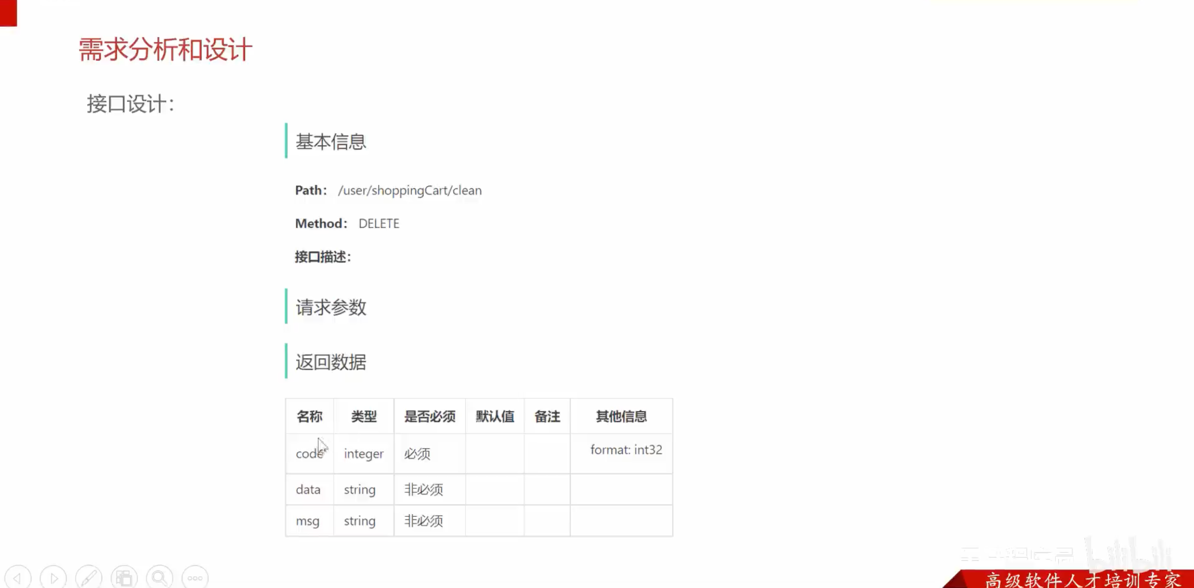 需求分析和设计
接口设计：
基本信息
Path： /user/shoppingCart/clean
Method： DELETE
接口描述：
请求参数
返回数据
名称 类型 是否必须 默认值 备注 其他信息
code integer 必须 format: int32
data string 非必须
msg string 非必须
bilibili
高级软件人才培训专家